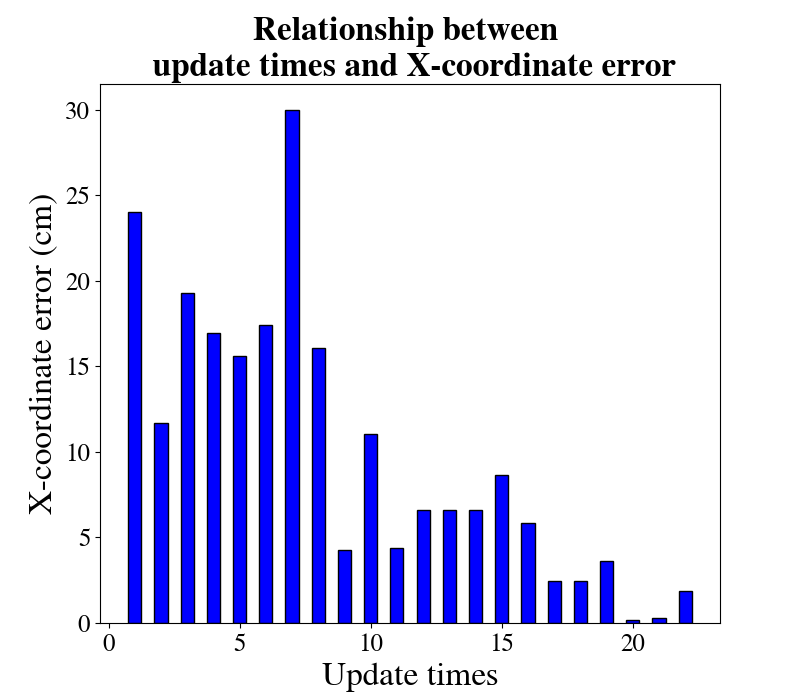 Relationship between
update times and X-coordinate error
X-coordinate error (cm)
30
25
20
15
10
5
0
0 5 10 15 20
Update times